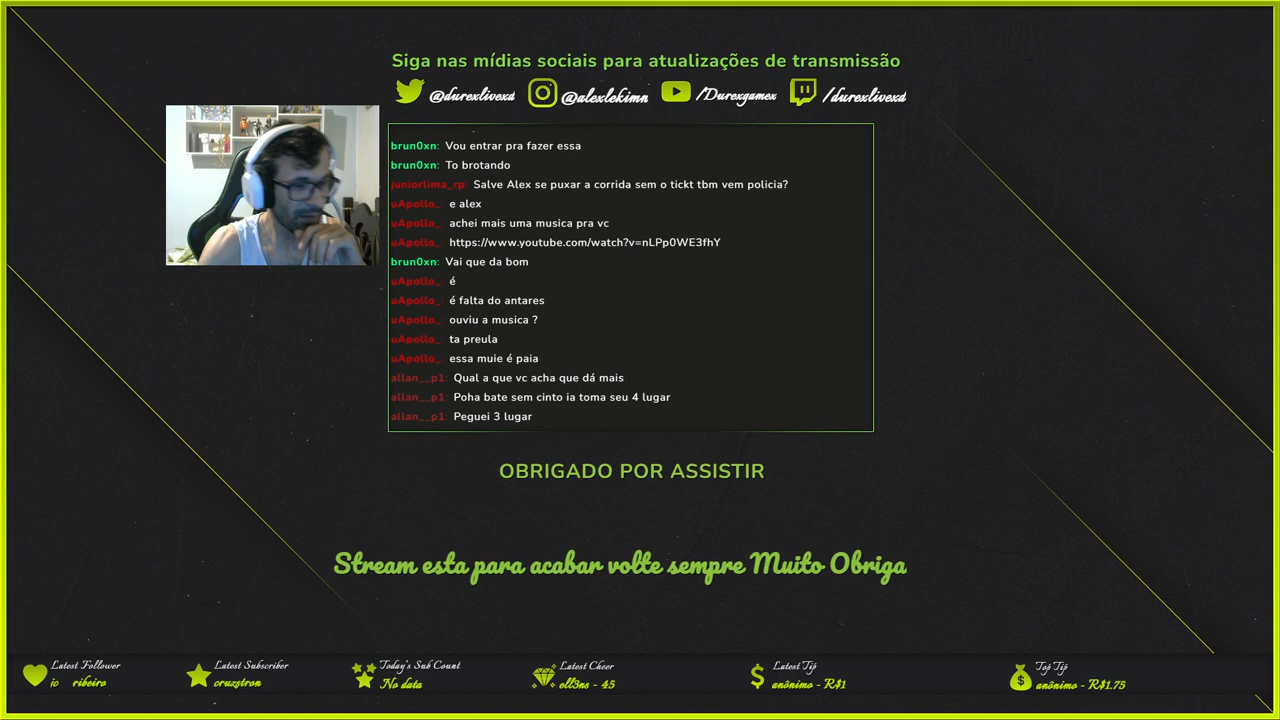 Siga nas mídias sociais para atualizações de transmissão
@durexlivexd @alexlekimn /Durexgamex /durexlivexd
brun0xn: Vou entrar pra fazer essa
brun0xn: To brotando
juniorlima_rp: Salve Alex se puxar a corrida sem o tickt tbm vem policia?
uApollo_: e alex
uApollo_: achei mais uma musica pra vc
uApollo_: https://www.youtube.com/watch?v=nLPp0WE3fhY
brun0xn: Vai que da bom
uApollo_: é
uApollo_: é falta do antares
uApollo_: ouviu a musica ?
uApollo_: ta preula
uApollo_: essa muie é paia
allan__p1: Qual a que vc acha que dá mais
allan__p1: Poha bate sem cinto ia toma seu 4 lugar
allan__p1: Peguei 3 lugar
OBRIGADO POR ASSISTIR
Stream esta para acabar volte sempre Muito Obriga
Latest Follower Latest Subscriber Today's Sub Count Latest Cheer Latest Tip Top Tip
ribeiro cruzstron No data ell3ns - 45 anônimo - R$1 anônimo - R$1.75